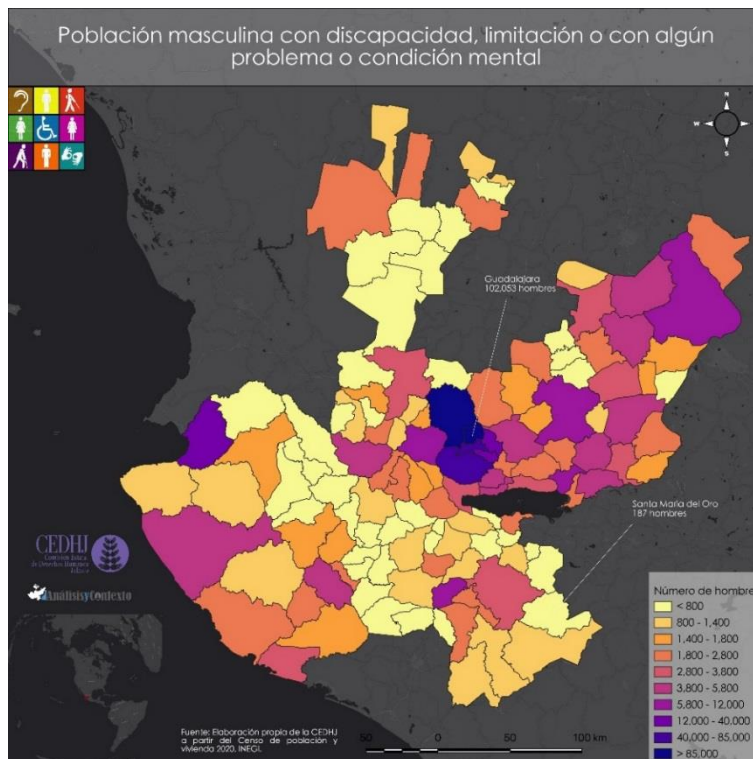 Población masculina con discapacidad, limitación o con algún
problema o condición mental
N
W
E
S
Guadalajara
102,053 hombres
Santa María del Oro
187 hombres
CEDHJ
Comisión Estatal
de Derechos Humanos
Jalisco
AnálisisyContexto
Número de hombre
< 800
800 - 1,400
1,400 - 1,800
1,800 - 2,800
2,800 - 3,800
3,800 - 5,800
5,800 - 12,000
12,000 - 40,000
40,000 - 85,000
> 85,000
Fuente: Elaboración propia de la CEDHJ
a partir del Censo de población y
vivienda 2020, INEGI.
50
0
50
100 km